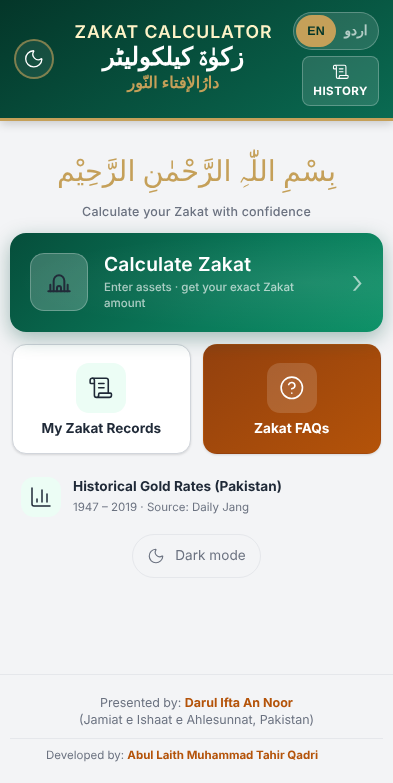 ZAKAT CALCULATOR
زکوٰۃ کیلکولیٹر
دارُالإفتاء النّور
EN
اردو
HISTORY
بِسْمِ اللّٰہِ الرَّحْمٰنِ الرَّحِیْمِ
Calculate your Zakat with confidence
Calculate Zakat
Enter assets · get your exact Zakat
amount
My Zakat Records
Zakat FAQs
Historical Gold Rates (Pakistan)
1947 – 2019 · Source: Daily Jang
Dark mode
Presented by: Darul Ifta An Noor
(Jamiat e Ishaat e Ahlesunnat, Pakistan)
Developed by: Abul Laith Muhammad Tahir Qadri